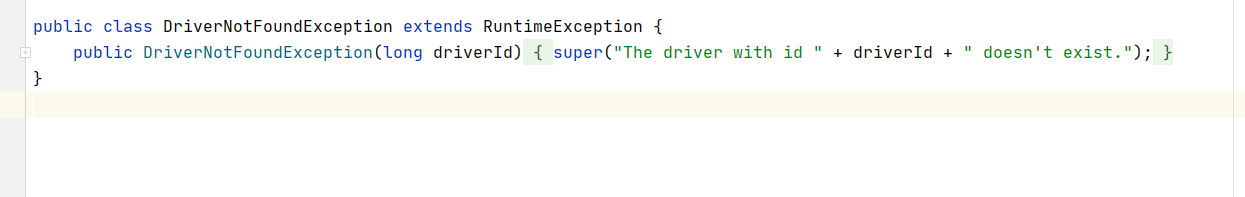 public class DriverNotFoundException extends RuntimeException {
    public DriverNotFoundException(long driverId) { super("The driver with id " + driverId + " doesn't exist."); }
}